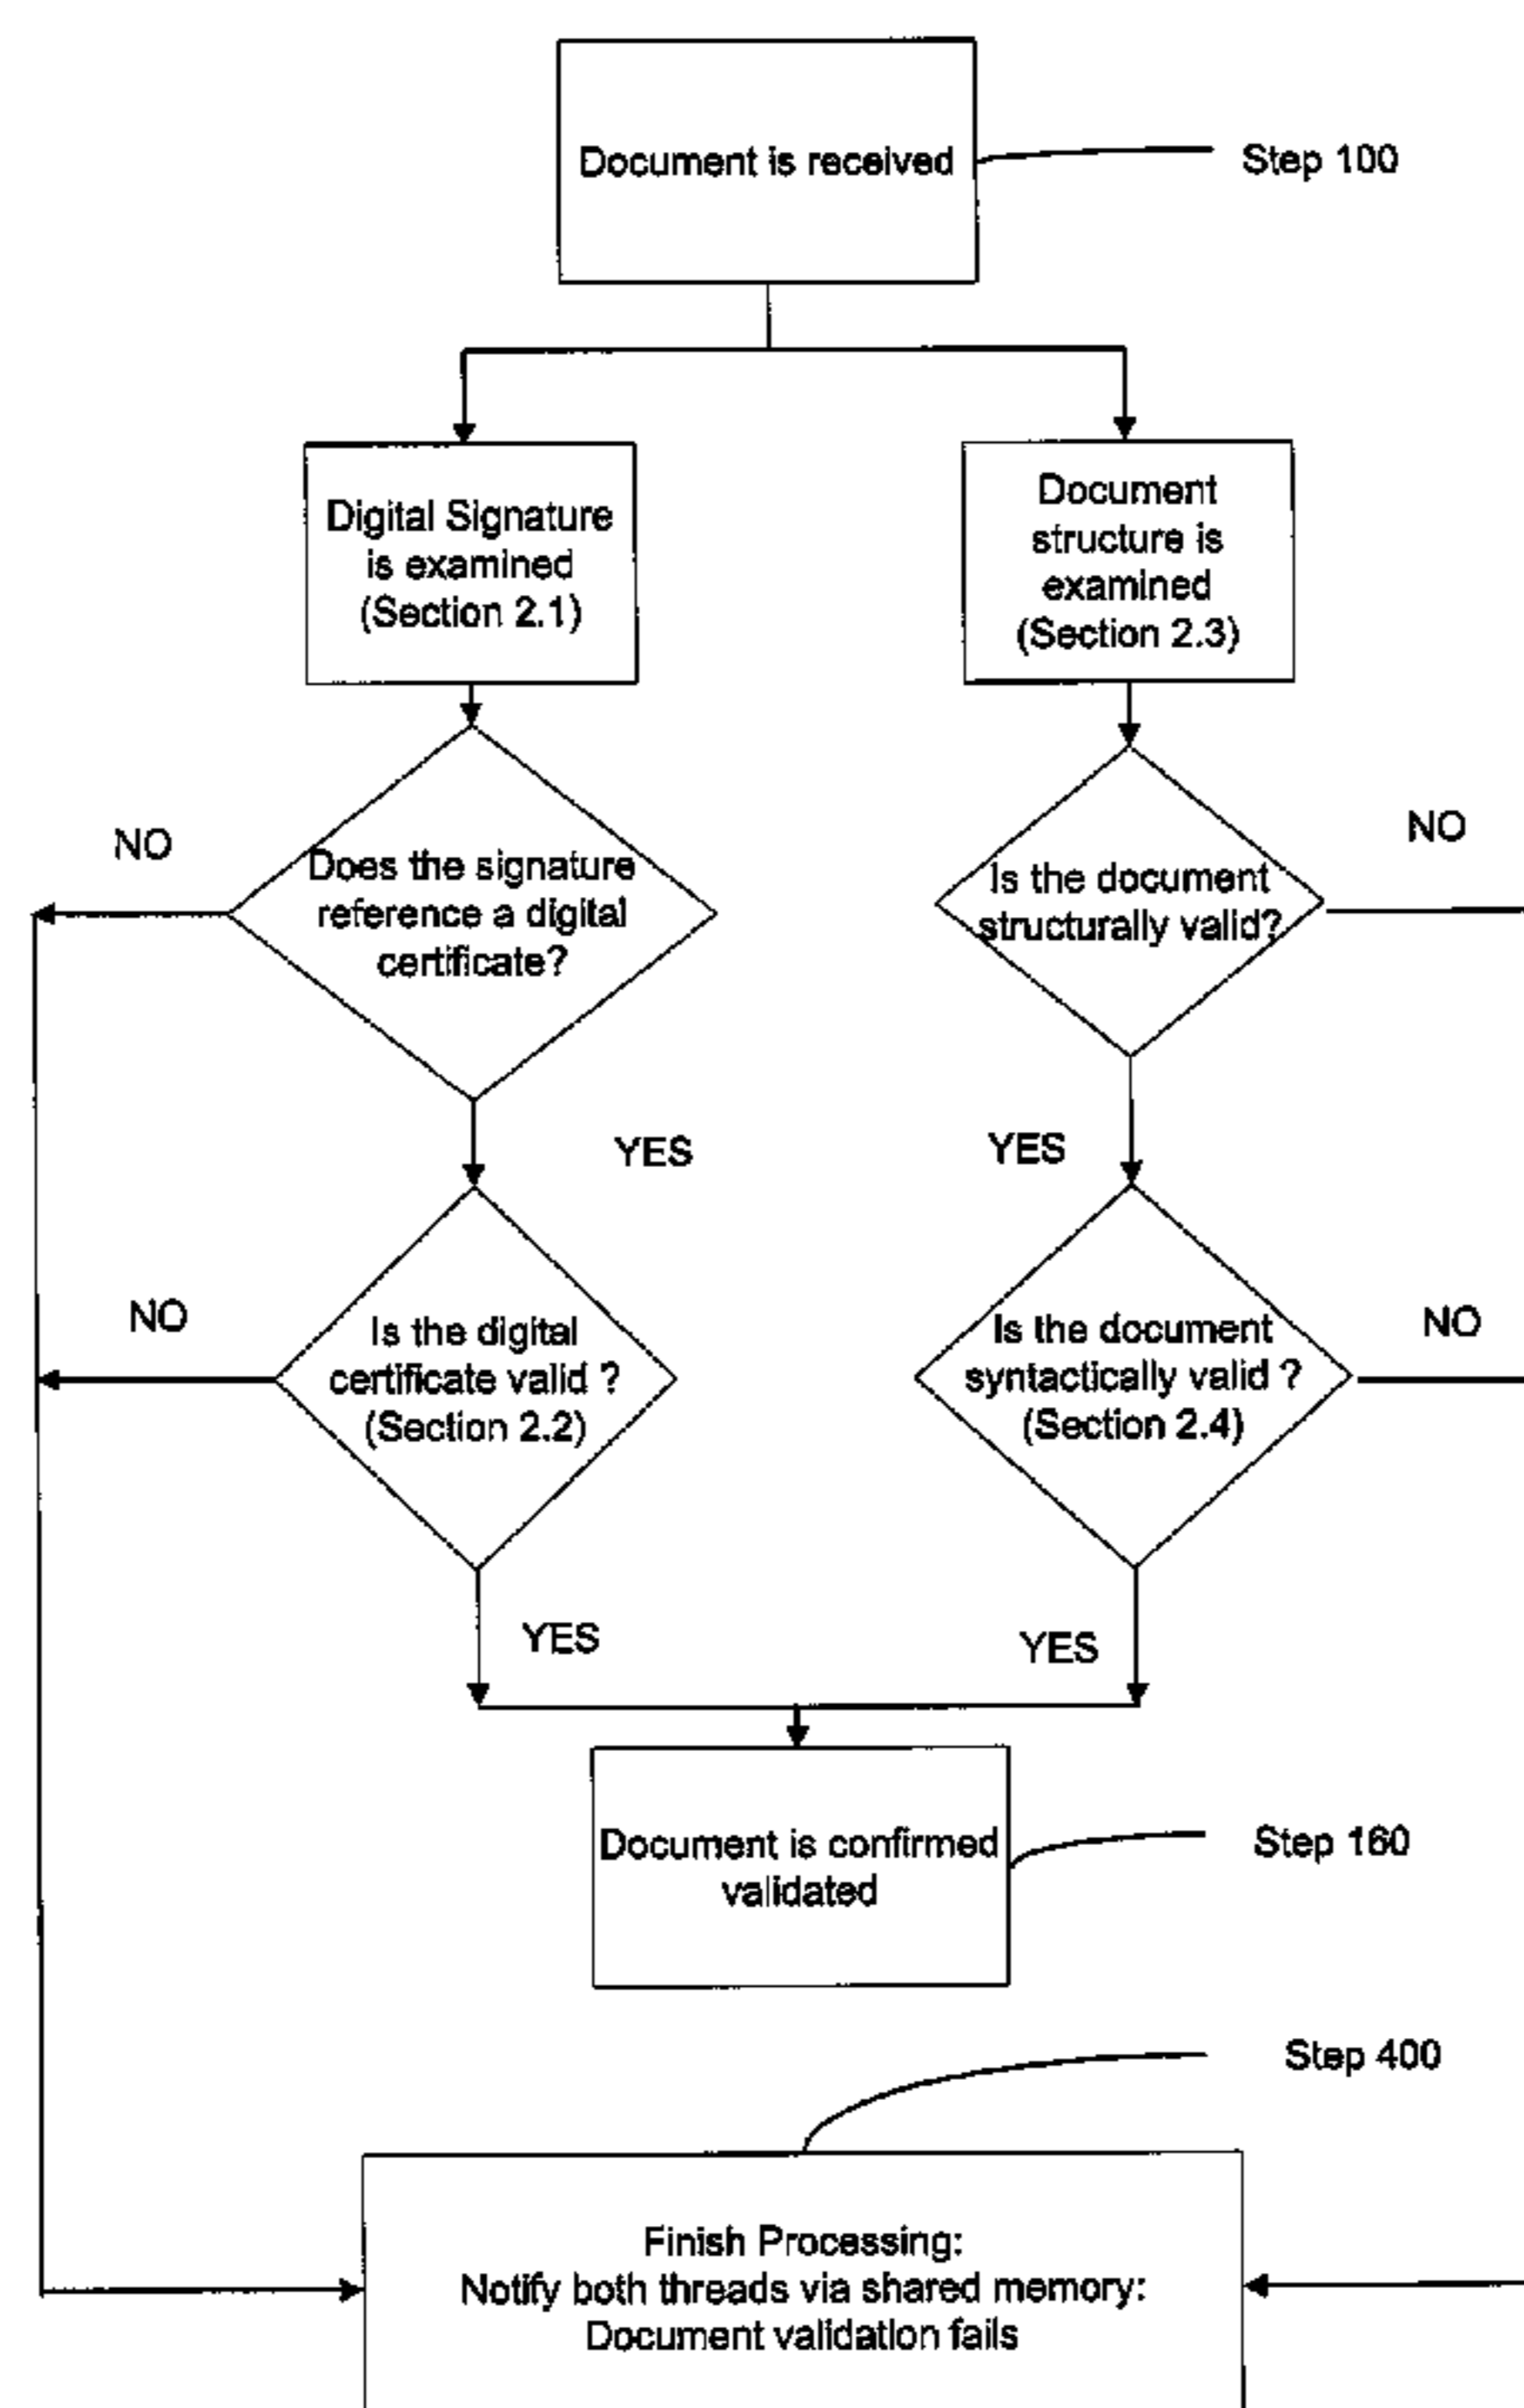 Document is received
Step 100
Digital Signature
is examined
(Section 2.1)
Document
structure is
examined
(Section 2.3)
NO
Does the signature
reference a digital
certificate?
Is the document
structurally valid?
NO
YES
YES
NO
Is the digital
certificate valid ?
(Section 2.2)
Is the document
syntactically valid ?
(Section 2.4)
NO
YES
YES
Document is confirmed
validated
Step 160
Step 400
Finish Processing:
Notify both threads via shared memory:
Document validation fails